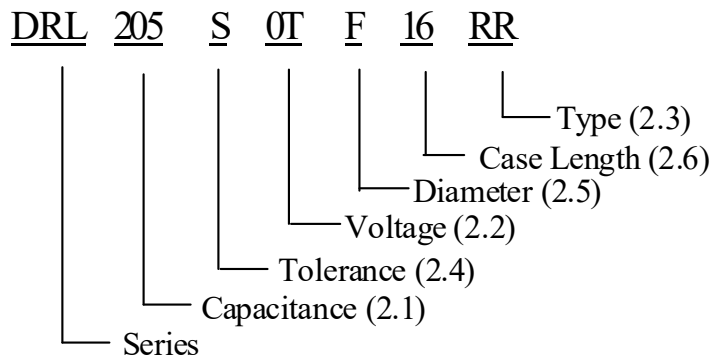 DRL 205 S 0T F 16 RR
Type (2.3)
Case Length (2.6)
Diameter (2.5)
Voltage (2.2)
Tolerance (2.4)
Capacitance (2.1)
Series